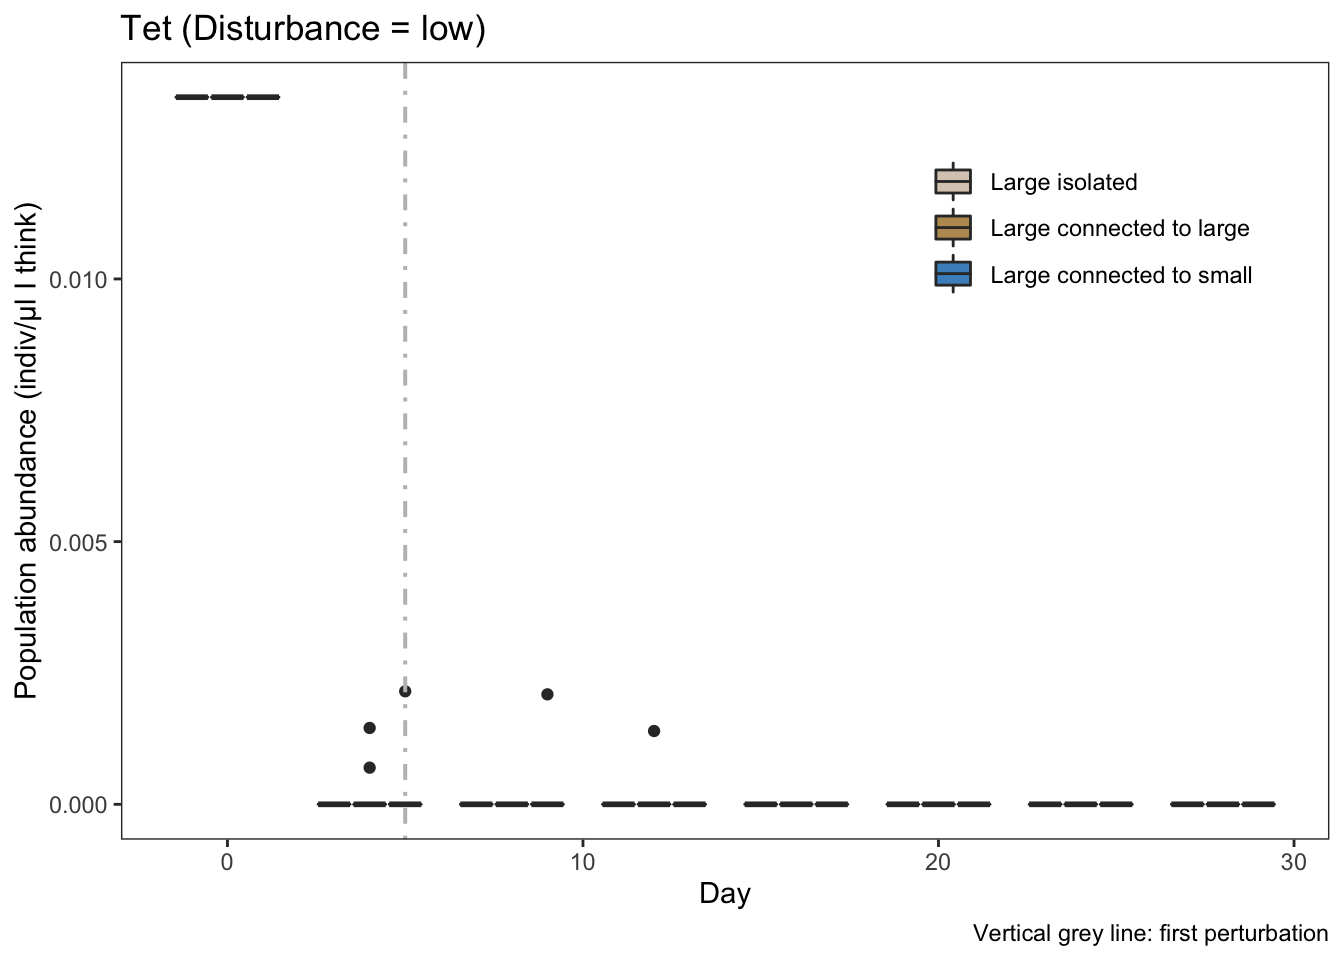 Tet (Disturbance = low)
Population abundance (indiv/µl I think)
0.010
0.005
0.000
Large isolated
Large connected to large
Large connected to small
0
10
20
30
Day
Vertical grey line: first perturbation